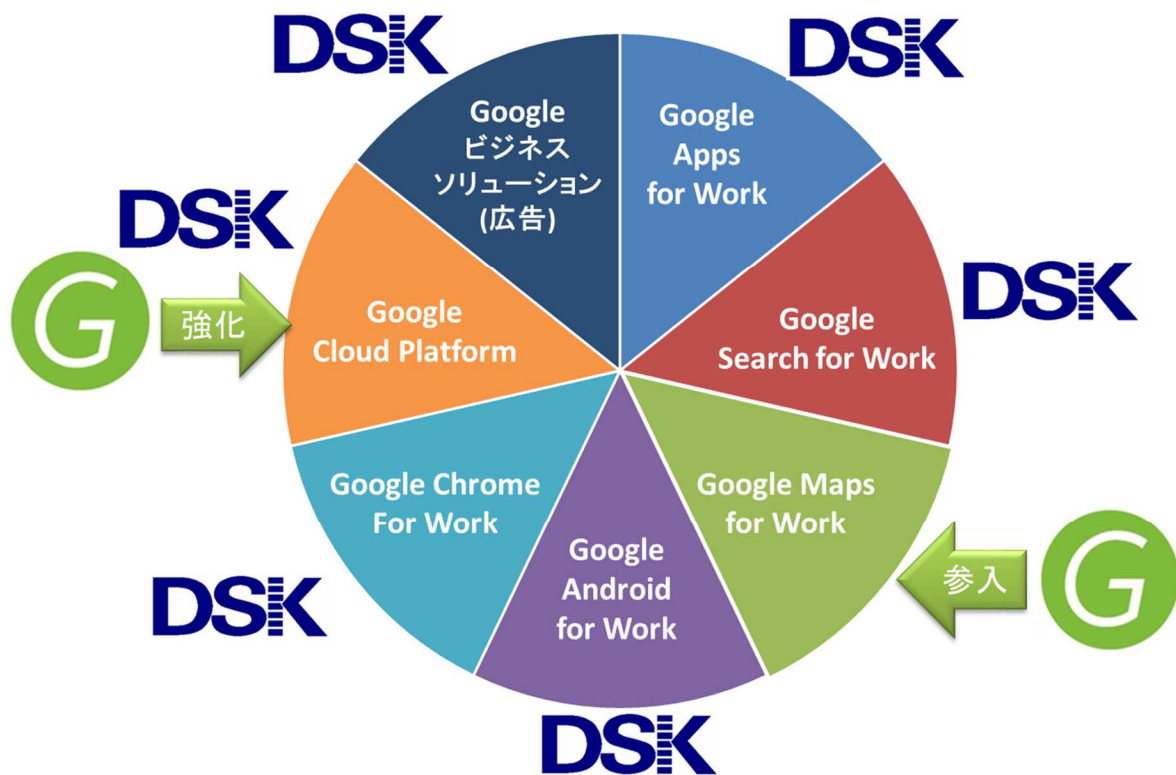 DSK
DSK
Google
ビジネス
ソリューション
(広告)
Google
Apps
for Work
DSK
DSK
G
強化
Google
Cloud Platform
Google
Search for Work
Google Chrome
For Work
Google Maps
for Work
Google
Android
for Work
参入
G
DSK
DSK